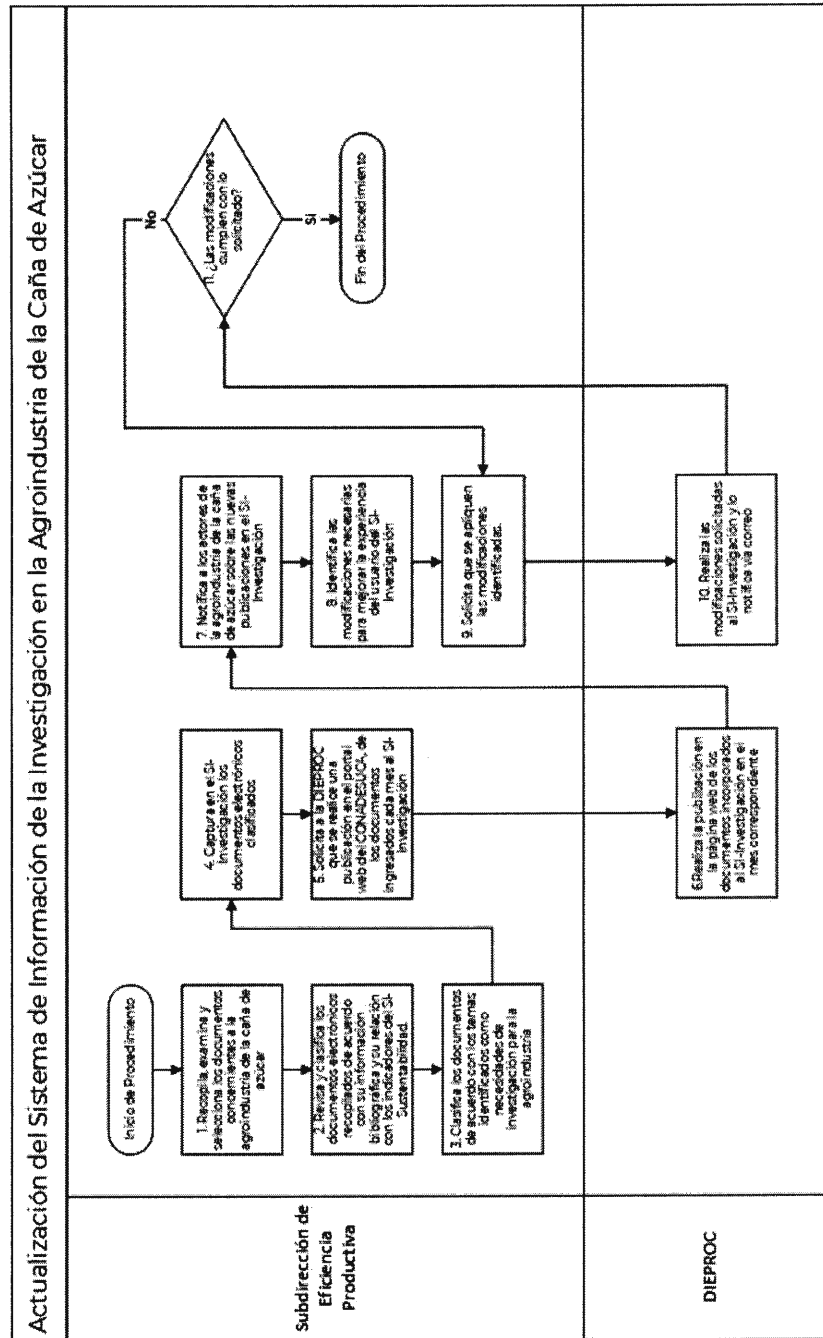 Actualización del Sistema de Información de la Investigación en la Agroindustria de la Caña de Azúcar
Subdirección de
Eficiencia
Productiva
Inicio de Procedimiento
1. Recopila, examina y
selecciona los documentos
concernientes a la
agroindustria de la caña de
azúcar
2. Revisa y clasifica los
documentos electrónicos
recopilados de acuerdo
con su información
bibliográfica y su relación
con los indicadores del SI-
Sustentabilidad.
3. Clasifica los documentos
de acuerdo con los temas
identificados como
necesidades de
investigación para la
agroindustria
4. Captura en el SI-
Investigación los
documentos electrónicos
clasificados
5. Solicita a la DIEPROC
que se realice una
publicación en el portal
web del CONADESUCA, de
los documentos
ingresados cada mes al SI-
Investigación
7. Notifica a los actores de
la agroindustria de la caña
de azúcar sobre las nuevas
publicaciones en el SI-
Investigación
8. Identifica las
modificaciones necesarias
para mejorar la experiencia
del usuario del SI-
Investigación
9. Solicita que se apliquen
las modificaciones
identificadas.
11. ¿Las modificaciones
cumplen con lo
solicitado?
No
Si
Fin del Procedimiento
DIEPROC
6.Realiza la publicación en
la página web de los
documentos incorporados
al SI-Investigación en el
mes correspondiente
10. Realiza las
modificaciones solicitadas
al SI-Investigación y lo
notifica vía correo